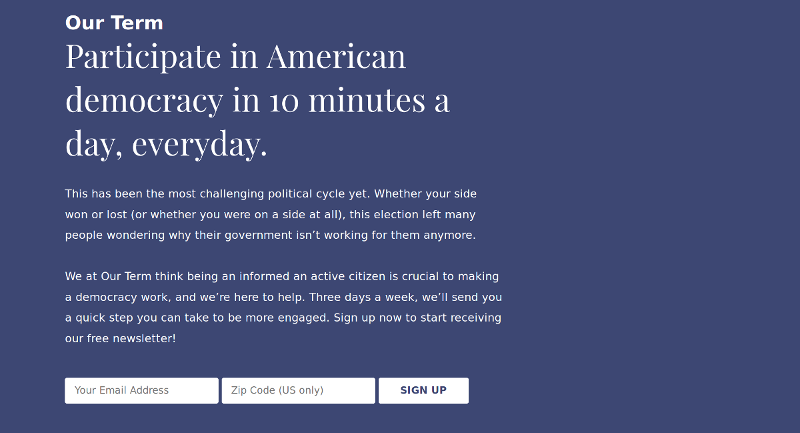 Our Term
Participate in American
democracy in 10 minutes a
day, everyday.
This has been the most challenging political cycle yet. Whether your side
won or lost (or whether you were on a side at all), this election left many
people wondering why their government isn’t working for them anymore.
We at Our Term think being an informed an active citizen is crucial to making
a democracy work, and we’re here to help. Three days a week, we’ll send you
a quick step you can take to be more engaged. Sign up now to start receiving
our free newsletter!
Your Email Address Zip Code (US only) SIGN UP